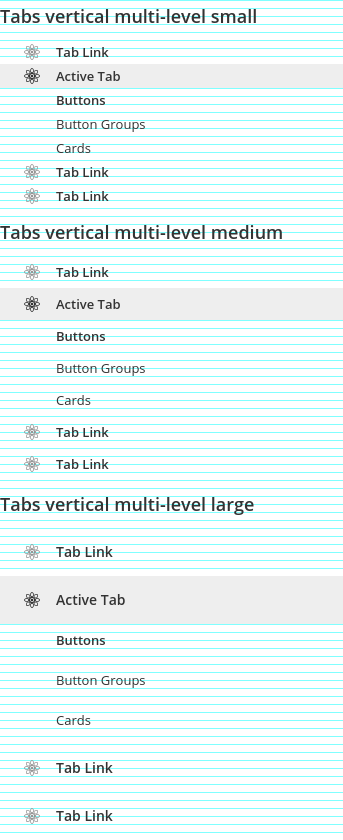 Tabs vertical multi-level small
Tab Link
Active Tab
Buttons
Button Groups
Cards
Tab Link
Tab Link
Tabs vertical multi-level medium
Tab Link
Active Tab
Buttons
Button Groups
Cards
Tab Link
Tab Link
Tabs vertical multi-level large
Tab Link
Active Tab
Buttons
Button Groups
Cards
Tab Link
Tab Link